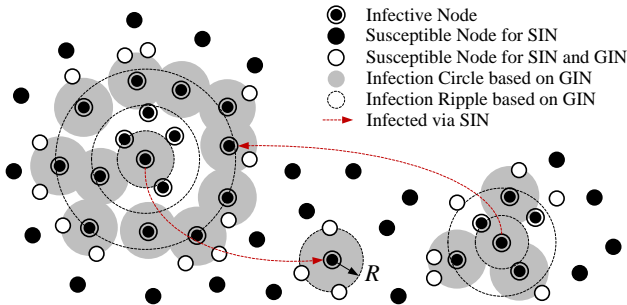 Infective Node
Susceptible Node for SIN
Susceptible Node for SIN and GIN
Infection Circle based on GIN
Infection Ripple based on GIN
Infected via SIN
R